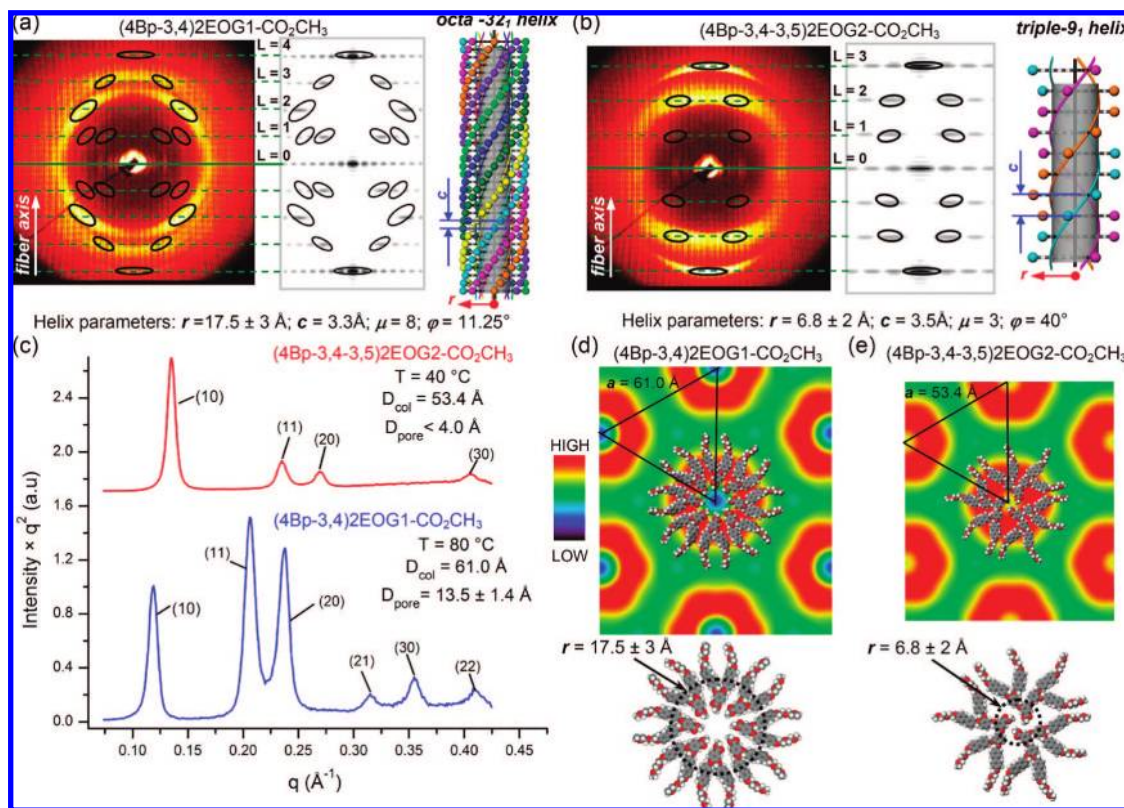 (a) (4Bp-3,4)2EOG1-CO₂CH₃ octa -32₁ helix
L = 4
L = 3
L = 2
L = 1
L = 0
c
fiber axis
r
Helix parameters: r =17.5 ± 3 Å; c = 3.3Å; μ = 8; φ = 11.25°
(b) (4Bp-3,4-3,5)2EOG2-CO₂CH₃ triple-9₁ helix
L = 3
L = 2
L = 1
L = 0
c
fiber axis
r
Helix parameters: r = 6.8 ± 2 Å; c = 3.5Å; μ = 3; φ = 40°
(c)
(4Bp-3,4-3,5)2EOG2-CO₂CH₃
T = 40 °C
D_col = 53.4 Å
D_pore < 4.0 Å
(10)
(11)
(20)
(30)
(4Bp-3,4)2EOG1-CO₂CH₃
T = 80 °C
D_col = 61.0 Å
D_pore = 13.5 ± 1.4 Å
(10)
(11)
(20)
(21)
(30)
(22)
Intensity × q² (a.u)
2.4
1.8
1.2
0.6
0.8
0.4
0.0
0.10 0.15 0.20 0.25 0.30 0.35 0.40 0.45
q (Å⁻¹)
(d)
(4Bp-3,4)2EOG1-CO₂CH₃
a = 61.0 Å
HIGH
LOW
r = 17.5 ± 3 Å
(e)
(4Bp-3,4-3,5)2EOG2-CO₂CH₃
a = 53.4 Å
r = 6.8 ± 2 Å